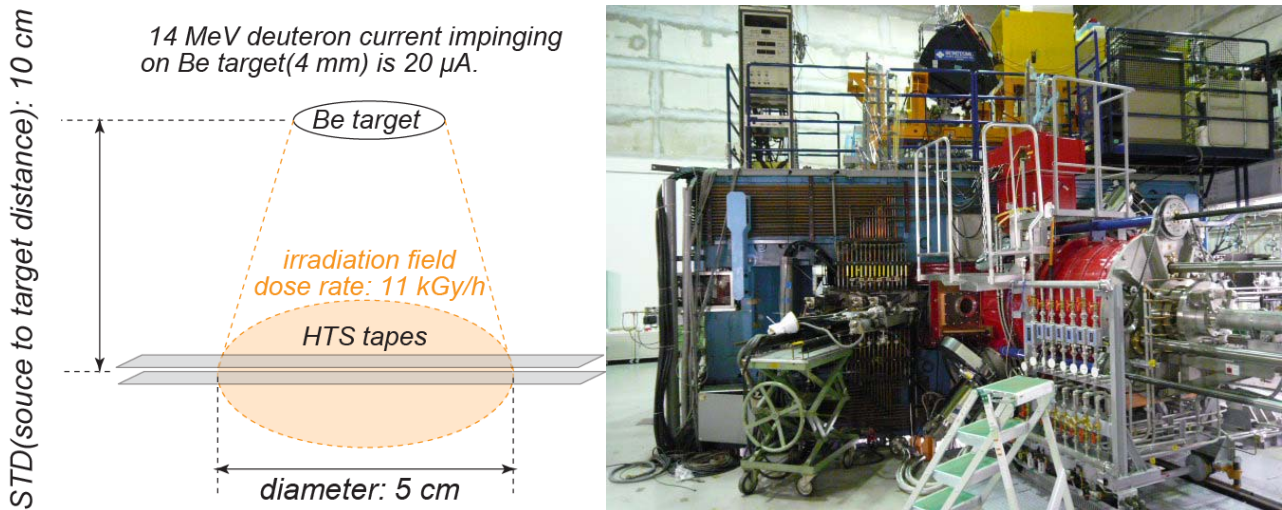 14 MeV deuteron current impinging
on Be target(4 mm) is 20 μA.
STD(souce to target distance): 10 cm
Be target
irradiation field
dose rate: 11 kGy/h
HTS tapes
diameter: 5 cm